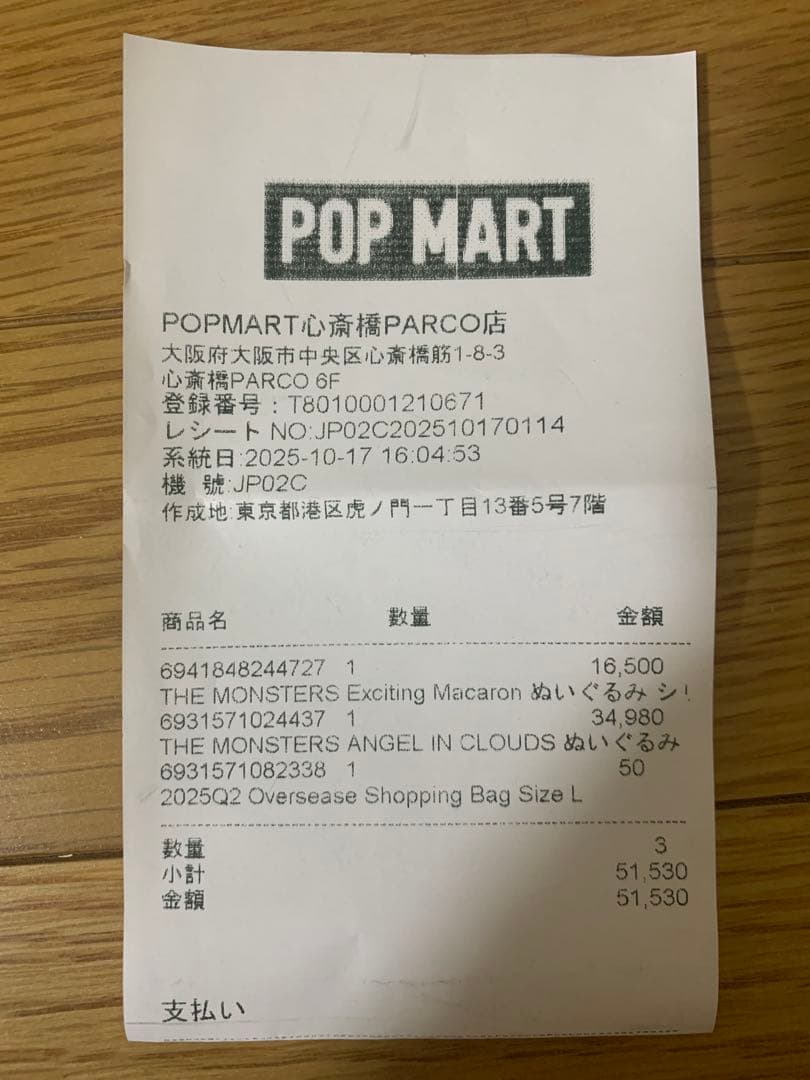 POP MART
POPMART心斎橋PARCO店
大阪府大阪市中央区心斎橋筋1-8-3
心斎橋PARCO 6F
登録番号：T8010001210671
レシート NO:JP02C202510170114
系統日:2025-10-17 16:04:53
機 號:JP02C
作成地:東京都港区虎ノ門一丁目13番5号7階
商品名 数量 金額
6941848244727 1 16,500
THE MONSTERS Exciting Macaron ぬいぐるみ シリ
6931571024437 1 34,980
THE MONSTERS ANGEL IN CLOUDS ぬいぐるみ
6931571082338 1 50
2025Q2 Oversease Shopping Bag Size L
数量 3
小計 51,530
金額 51,530
支払い